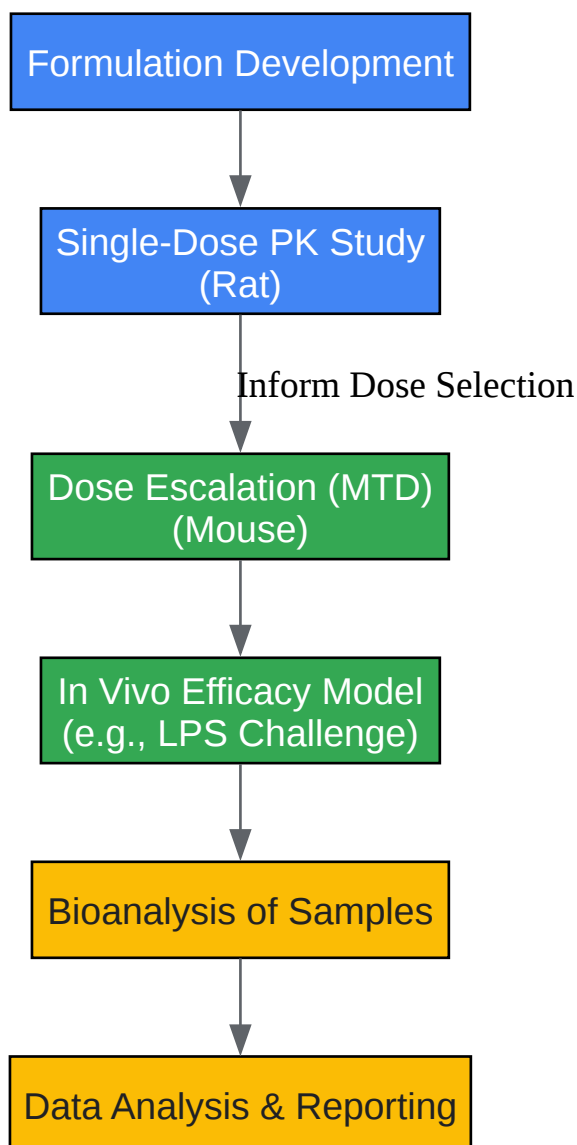 Formulation Development
Single-Dose PK Study
(Rat)
Inform Dose Selection
Dose Escalation (MTD)
(Mouse)
In Vivo Efficacy Model
(e.g., LPS Challenge)
Bioanalysis of Samples
Data Analysis & Reporting